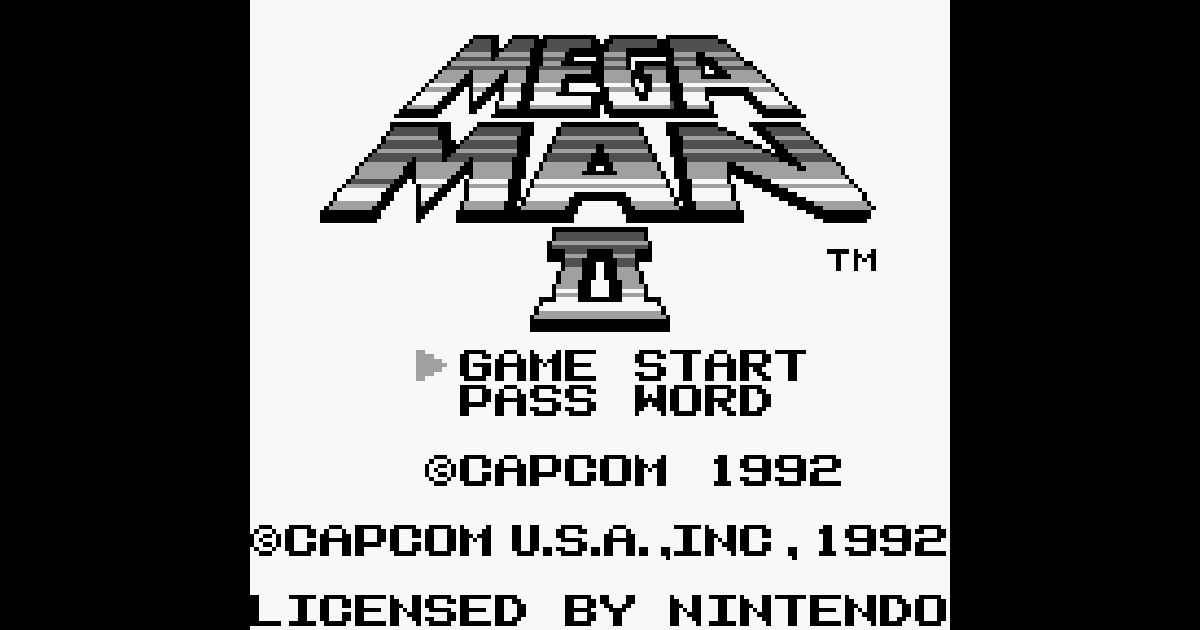 MEGA
MAN
II
TM
GAME START
PASS WORD
©CAPCOM 1992
©CAPCOM U.S.A.,INC,1992
LICENSED BY NINTENDO